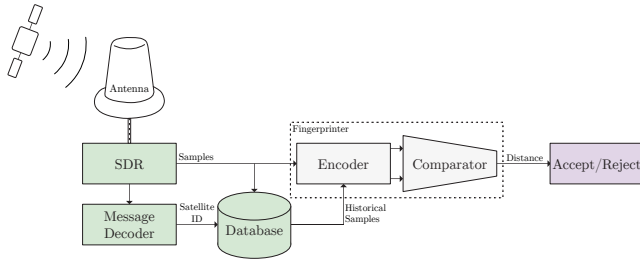 Antenna
Fingerprinter
SDR
Samples
Encoder
Comparator
Distance
Accept/Reject
Message
Decoder
Satellite
ID
Database
Historical
Samples